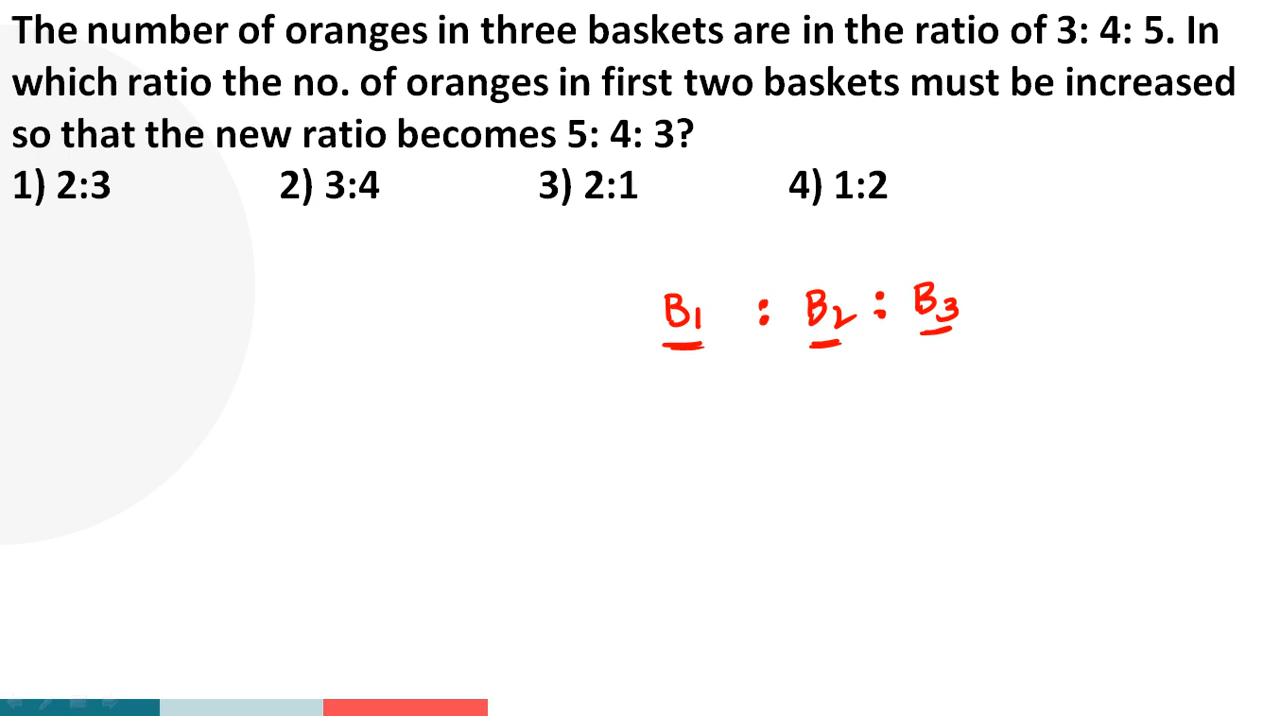 The number of oranges in three baskets are in the ratio of 3: 4: 5. In
which ratio the no. of oranges in first two baskets must be increased
so that the new ratio becomes 5: 4: 3?
1) 2:3 2) 3:4 3) 2:1 4) 1:2
B1 : B2 : B3